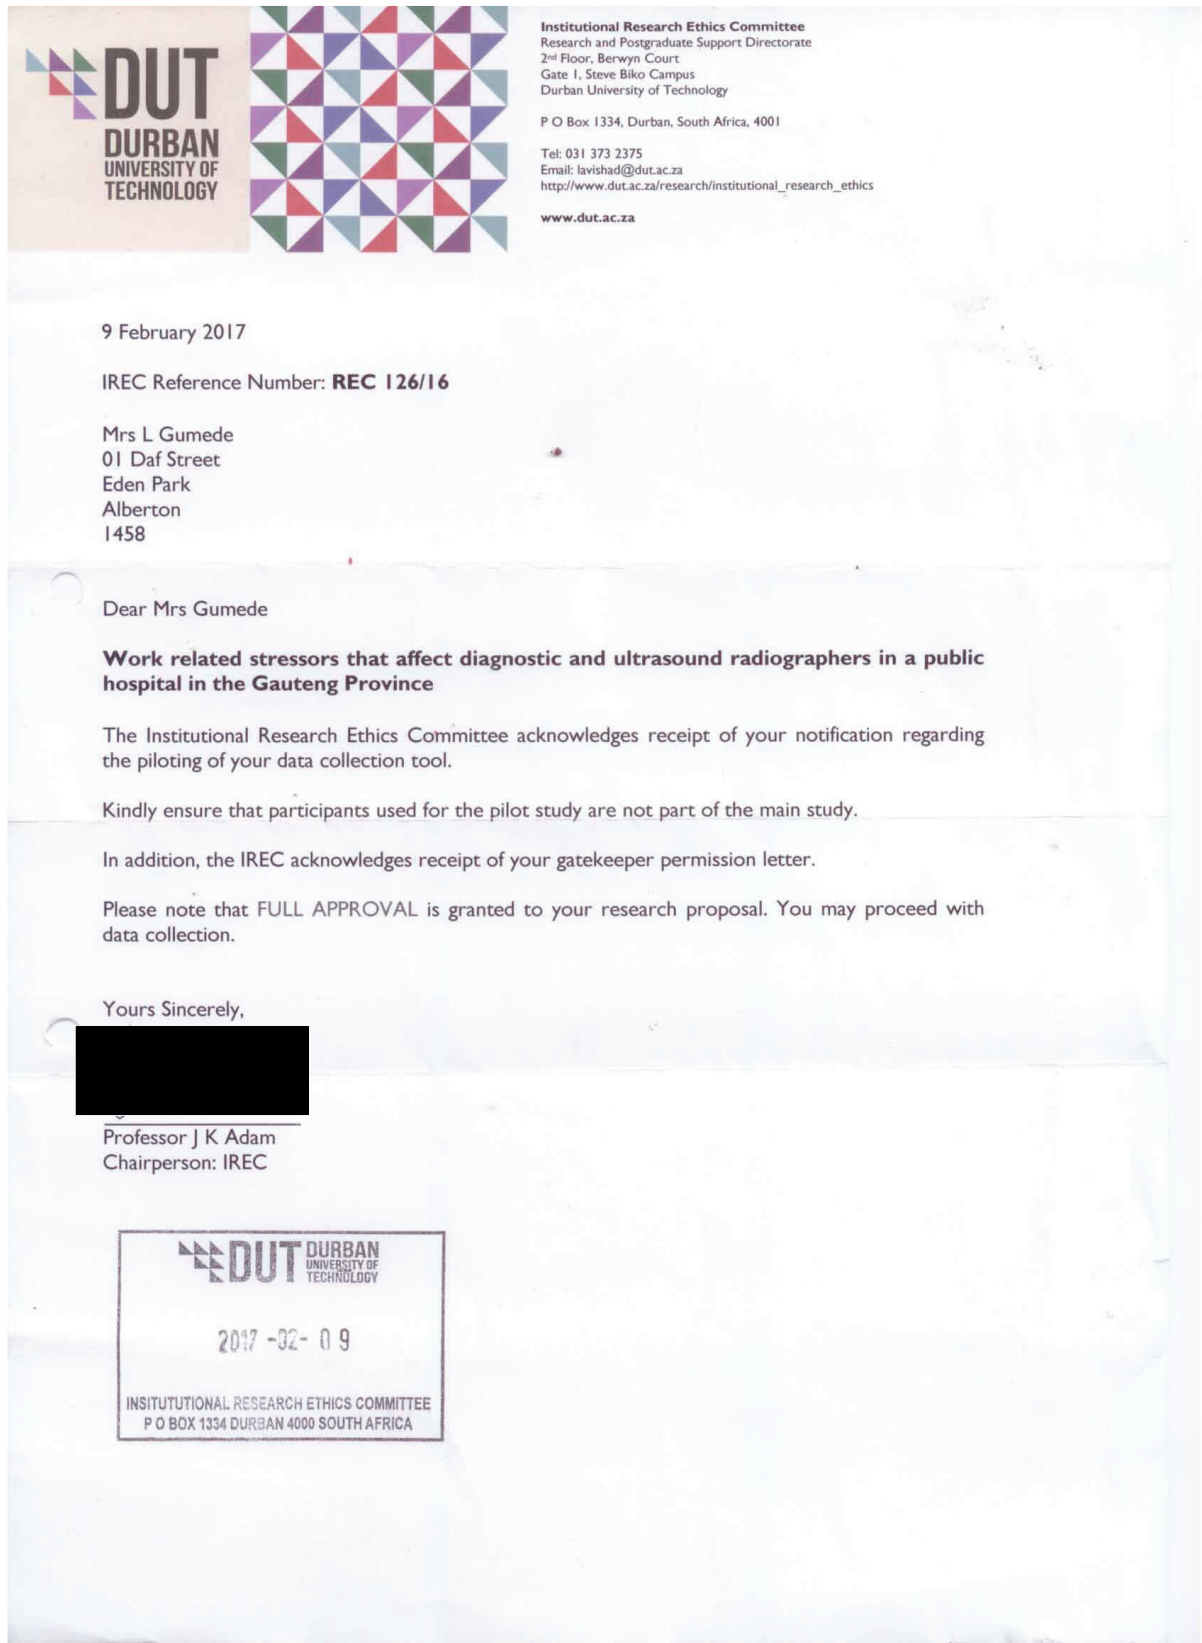 DUT
DURBAN
UNIVERSITY OF
TECHNOLOGY
Institutional Research Ethics Committee
Research and Postgraduate Support Directorate
2nd Floor, Berwyn Court
Gate 1, Steve Biko Campus
Durban University of Technology
P O Box 1334, Durban, South Africa, 4001
Tel: 031 373 2375
Email: lavishad@dut.ac.za
http://www.dut.ac.za/research/institutional_research_ethics
www.dut.ac.za
9 February 2017
IREC Reference Number: REC 126/16
Mrs L Gumede
01 Daf Street
Eden Park
Alberton
1458
Dear Mrs Gumede
Work related stressors that affect diagnostic and ultrasound radiographers in a public
hospital in the Gauteng Province
The Institutional Research Ethics Committee acknowledges receipt of your notification regarding
the piloting of your data collection tool.
Kindly ensure that participants used for the pilot study are not part of the main study.
In addition, the IREC acknowledges receipt of your gatekeeper permission letter.
Please note that FULL APPROVAL is granted to your research proposal. You may proceed with
data collection.
Yours Sincerely,
Professor J K Adam
Chairperson: IREC
DUT DURBAN
UNIVERSITY OF
TECHNOLOGY
2017 -02- 09
INSITUTUTIONAL RESEARCH ETHICS COMMITTEE
P O BOX 1334 DURBAN 4000 SOUTH AFRICA